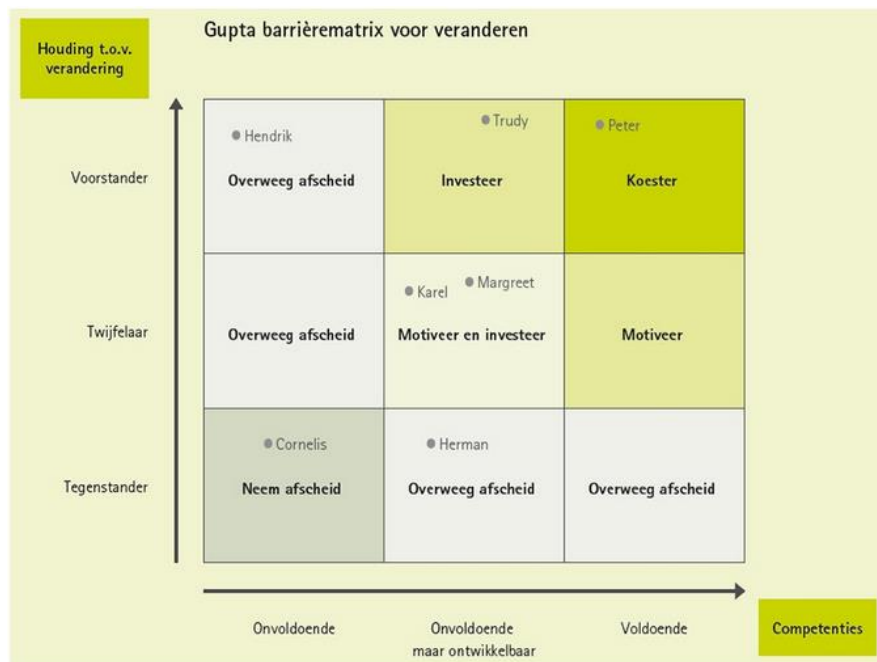 Gupta barrièrematrix voor veranderen
Houding t.o.v.
verandering
Voorstander
Hendrik
Overweeg afscheid
Trudy
Investeer
Peter
Koester
Twijfelaar
Overweeg afscheid
Karel
Margreet
Motiveer en investeer
Motiveer
Tegenstander
Cornelis
Neem afscheid
Herman
Overweeg afscheid
Overweeg afscheid
Onvoldoende
Onvoldoende
maar ontwikkelbaar
Voldoende
Competenties